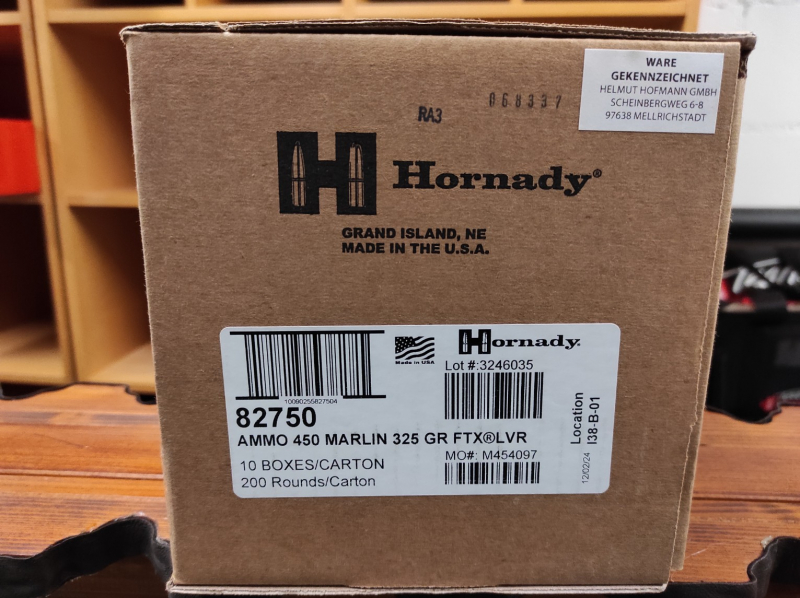 WARE
GEKENNZEICHNET
HELMUT HOFMANN GMBH
SCHEINBERGWEG 6-8
97638 MELLRICHSTADT
RA3
068337
H Hornady®
GRAND ISLAND, NE
MADE IN THE U.S.A.
10090255827504
Made in USA
Hornady.
Lot #:3246035
82750
AMMO 450 MARLIN 325 GR FTX®LVR
10 BOXES/CARTON
200 Rounds/Carton
MO#: M454097
12/02/24
Location
I38-B-01